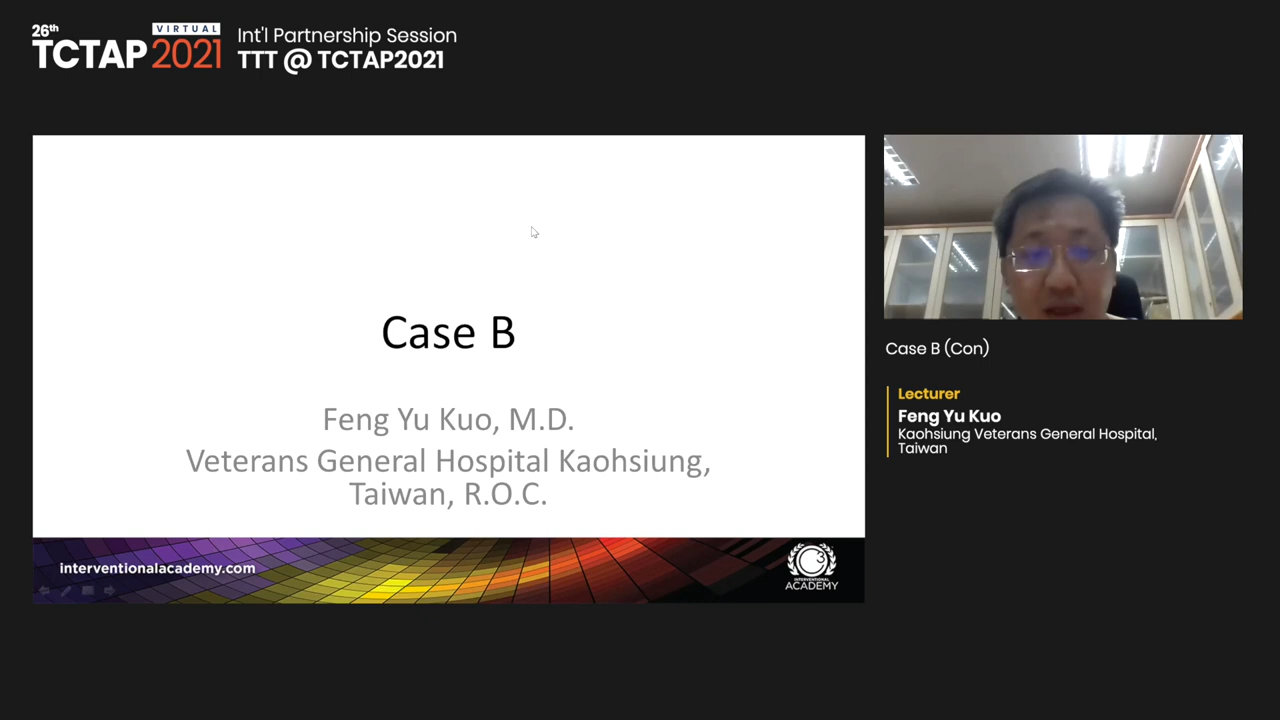 26th
VIRTUAL
TCTAP 2021
Int'l Partnership Session
TTT @ TCTAP2021
Case B
Feng Yu Kuo, M.D.
Veterans General Hospital Kaohsiung,
Taiwan, R.O.C.
interventionalacademy.com
C3
INTERVENTIONAL
ACADEMY
Case B (Con)
Lecturer
Feng Yu Kuo
Kaohsiung Veterans General Hospital,
Taiwan